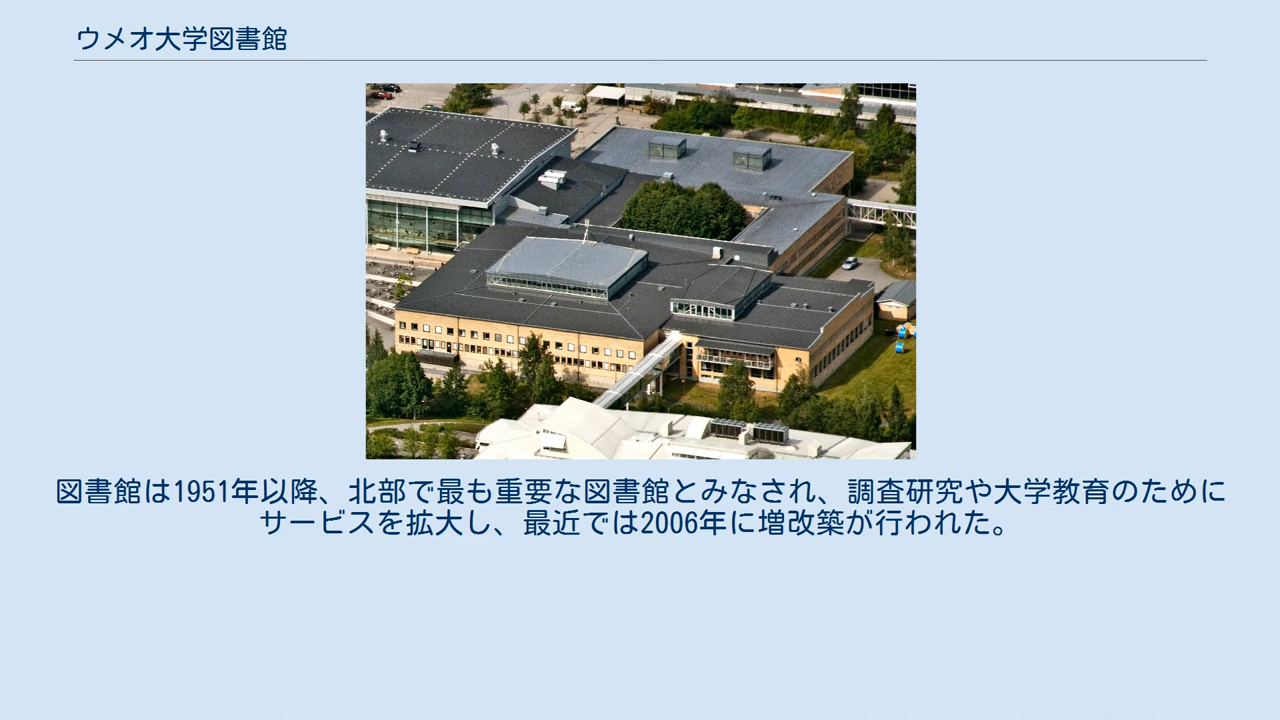 ウメオ大学図書館
図書館は1951年以降、北部で最も重要な図書館とみなされ、調査研究や大学教育のために
サービスを拡大し、最近では2006年に増改築が行われた。